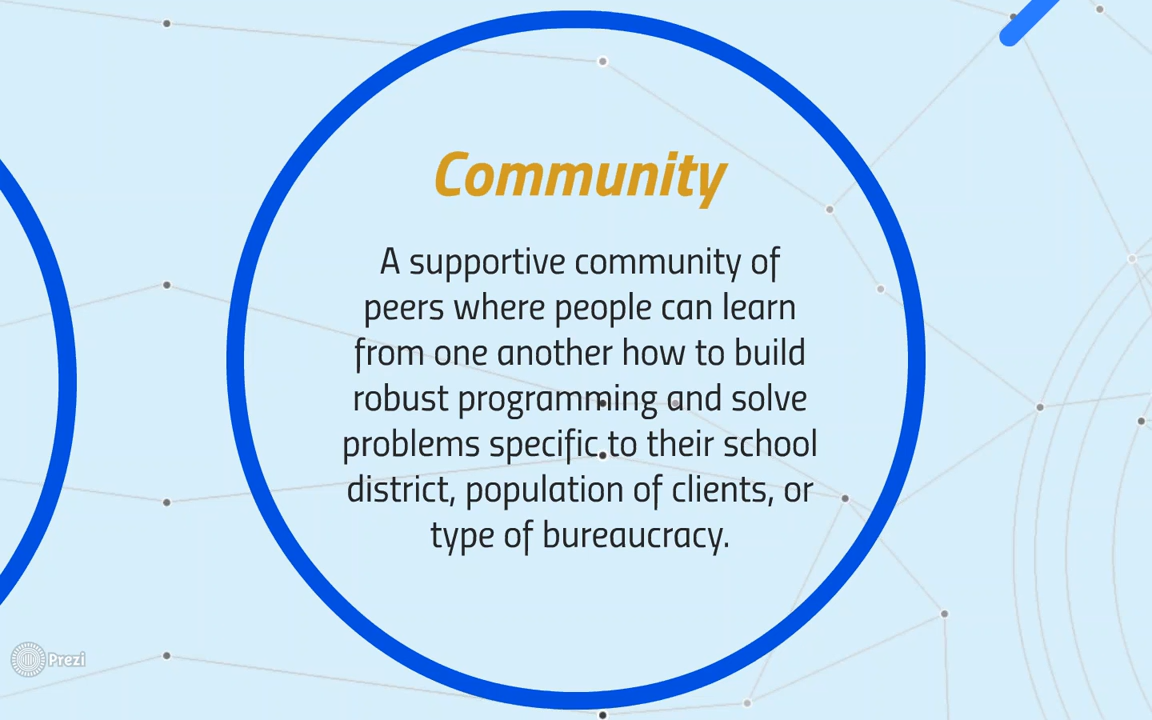 Community
A supportive community of
peers where people can learn
from one another how to build
robust programming and solve
problems specific to their school
district, population of clients, or
type of bureaucracy.
Prezi